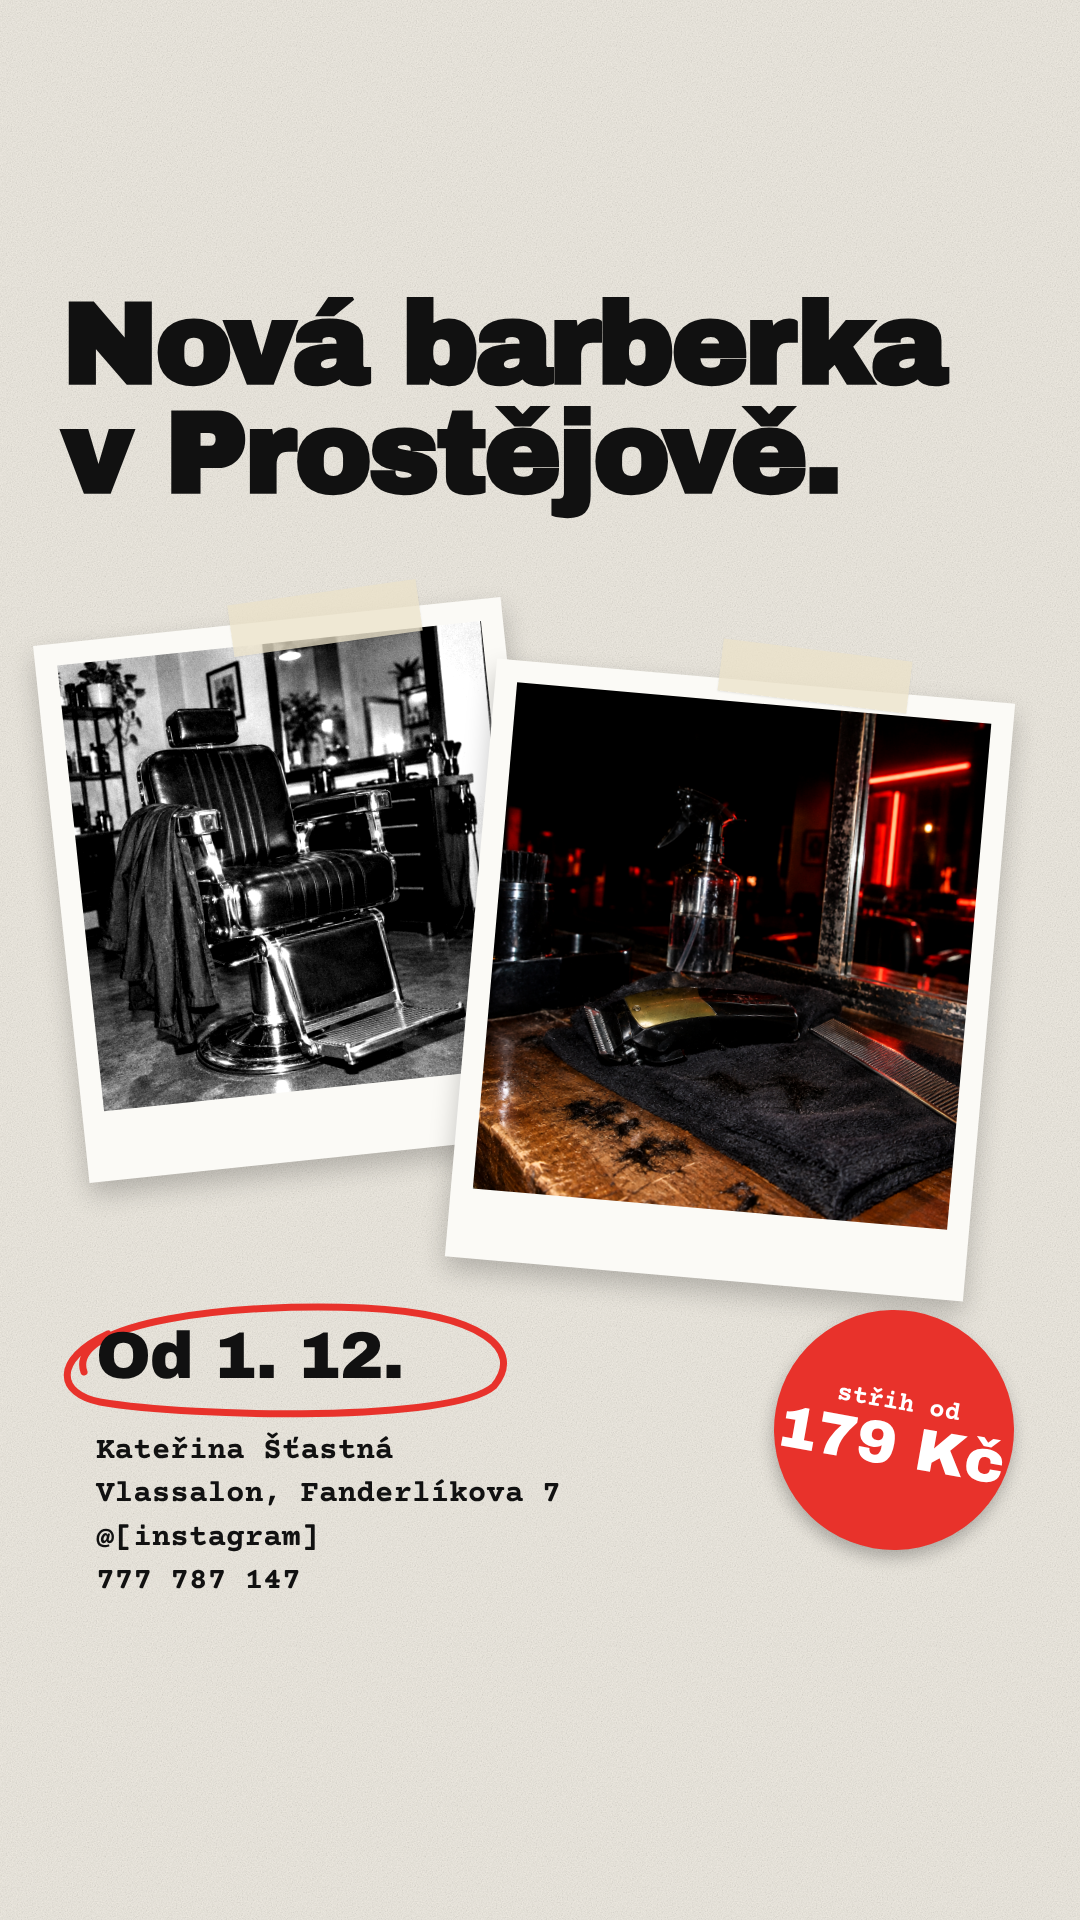 Nová barberka
v Prostějově.
Od 1. 12.
Kateřina Šťastná
Vlassalon, Fanderlíkova 7
@[instagram]
777 787 147
střih od
179 Kč